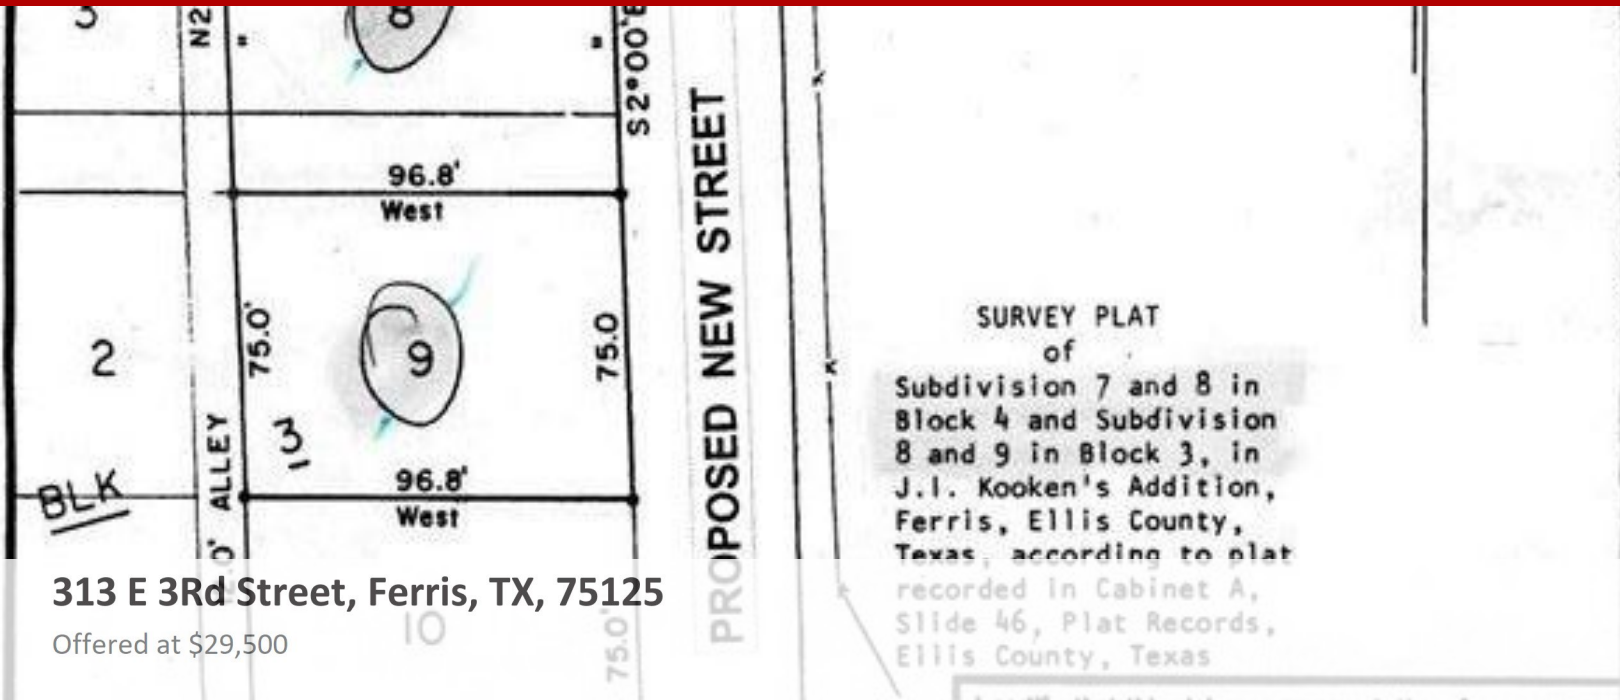 8
N2
S2°00'E
96.8'
West
2
75.0'
9
75.0
3
ALLEY
BLK
96.8'
West
PROPOSED NEW STREET
SURVEY PLAT
of
Subdivision 7 and 8 in
Block 4 and Subdivision
8 and 9 in Block 3, in
J.I. Kooken's Addition,
Ferris, Ellis County,
Texas, according to plat
recorded in Cabinet A,
Slide 46, Plat Records,
Ellis County, Texas
10
75.0'
313 E 3Rd Street, Ferris, TX, 75125
Offered at $29,500